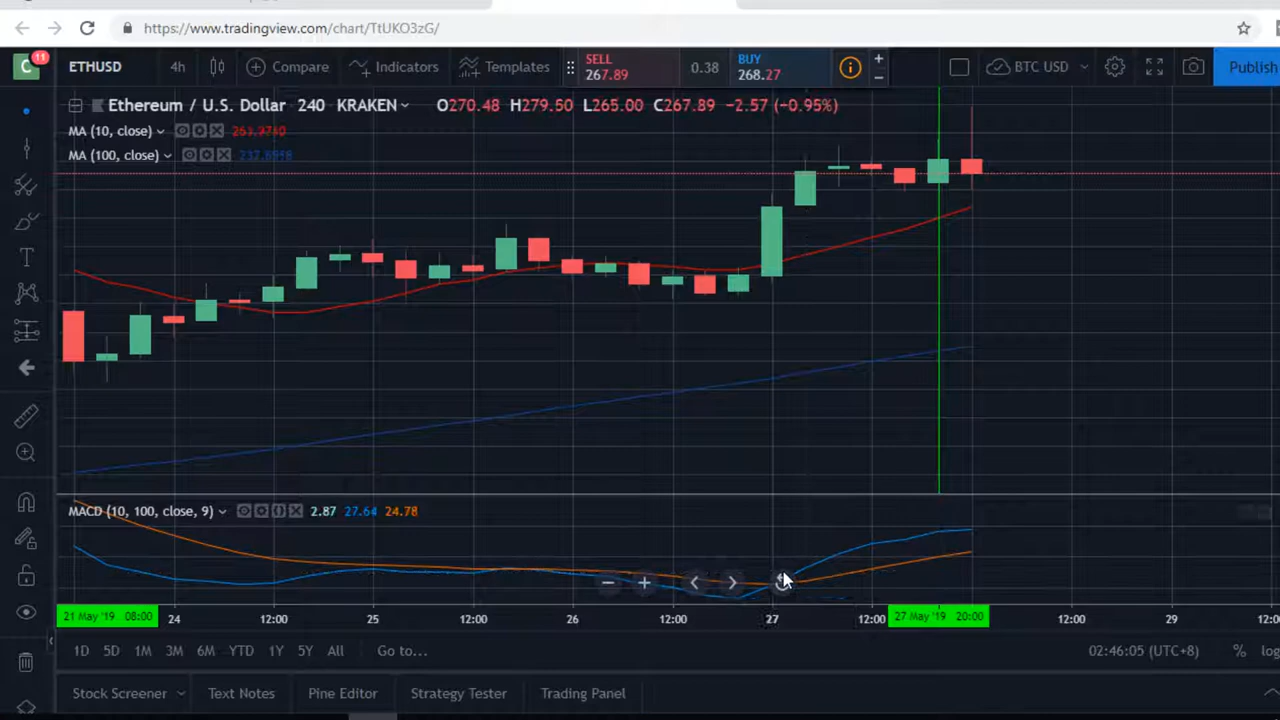 https://www.tradingview.com/chart/TtUKO3zG/
C 11 ETHUSD 4h Compare Indicators Templates SELL 267.89 0.38 BUY 268.27 + − BTC USD Publish
Ethereum / U.S. Dollar 240 KRAKEN O270.48 H279.50 L265.00 C267.89 −2.57 (−0.95%)
MA (10, close)
MA (100, close)
MACD (10, 100, close, 9) 2.87 27.64 24.78
21 May '19 08:00 24 12:00 25 12:00 26 12:00 27 12:00 27 May '19 20:00 12:00 29
1D 5D 1M 3M 6M YTD 1Y 5Y All Go to... 02:46:05 (UTC+8) % log
Stock Screener Text Notes Pine Editor Strategy Tester Trading Panel